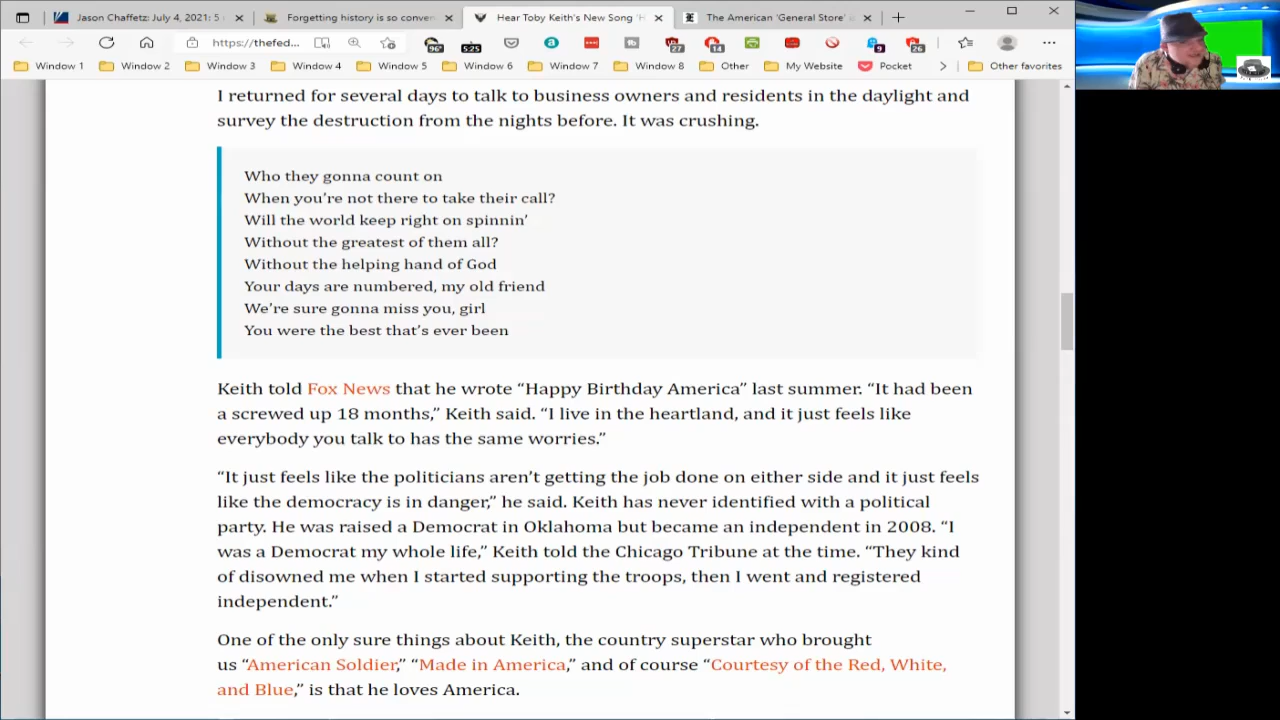 Jason Chaffetz: July 4, 2021: 5
Forgetting history is so conven
Hear Toby Keith's New Song 'H
The American 'General Store'
https://thefed...
96°
5:25
27
14
9
26
Window 1
Window 2
Window 3
Window 4
Window 5
Window 6
Window 7
Window 8
Other
My Website
Pocket
Other favorites
I returned for several days to talk to business owners and residents in the daylight and
survey the destruction from the nights before. It was crushing.
Who they gonna count on
When you’re not there to take their call?
Will the world keep right on spinnin’
Without the greatest of them all?
Without the helping hand of God
Your days are numbered, my old friend
We’re sure gonna miss you, girl
You were the best that’s ever been
Keith told Fox News that he wrote “Happy Birthday America” last summer. “It had been
a screwed up 18 months,” Keith said. “I live in the heartland, and it just feels like
everybody you talk to has the same worries.”
“It just feels like the politicians aren’t getting the job done on either side and it just feels
like the democracy is in danger,” he said. Keith has never identified with a political
party. He was raised a Democrat in Oklahoma but became an independent in 2008. “I
was a Democrat my whole life,” Keith told the Chicago Tribune at the time. “They kind
of disowned me when I started supporting the troops, then I went and registered
independent.”
One of the only sure things about Keith, the country superstar who brought
us “American Soldier,” “Made in America,” and of course “Courtesy of the Red, White,
and Blue,” is that he loves America.